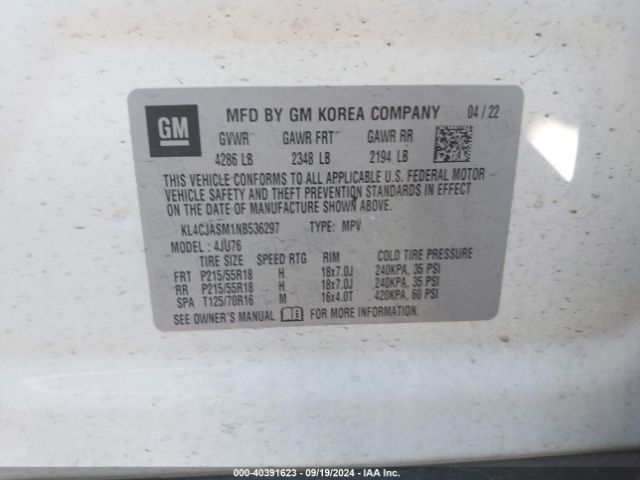 GM MFD BY GM KOREA COMPANY 04 / 22
GVWR GAWR FRT GAWR RR
4286 LB 2348 LB 2194 LB
THIS VEHICLE CONFORMS TO ALL APPLICABLE U.S. FEDERAL MOTOR
VEHICLE SAFETY AND THEFT PREVENTION STANDARDS IN EFFECT
ON THE DATE OF MANUFACTURE SHOWN ABOVE.
KL4CJASM1NB536297 TYPE: MPV
MODEL : 4JU76
TIRE SIZE SPEED RTG RIM COLD TIRE PRESSURE
FRT P215/55R18 H 18x7.0J 240KPA, 35 PSI
RR P215/55R18 H 18x7.0J 240KPA, 35 PSI
SPA T125/70R16 M 16x4.0T 420KPA, 60 PSI
SEE OWNER'S MANUAL FOR MORE INFORMATION.
000-40391623 - 09/19/2024 - IAA Inc.